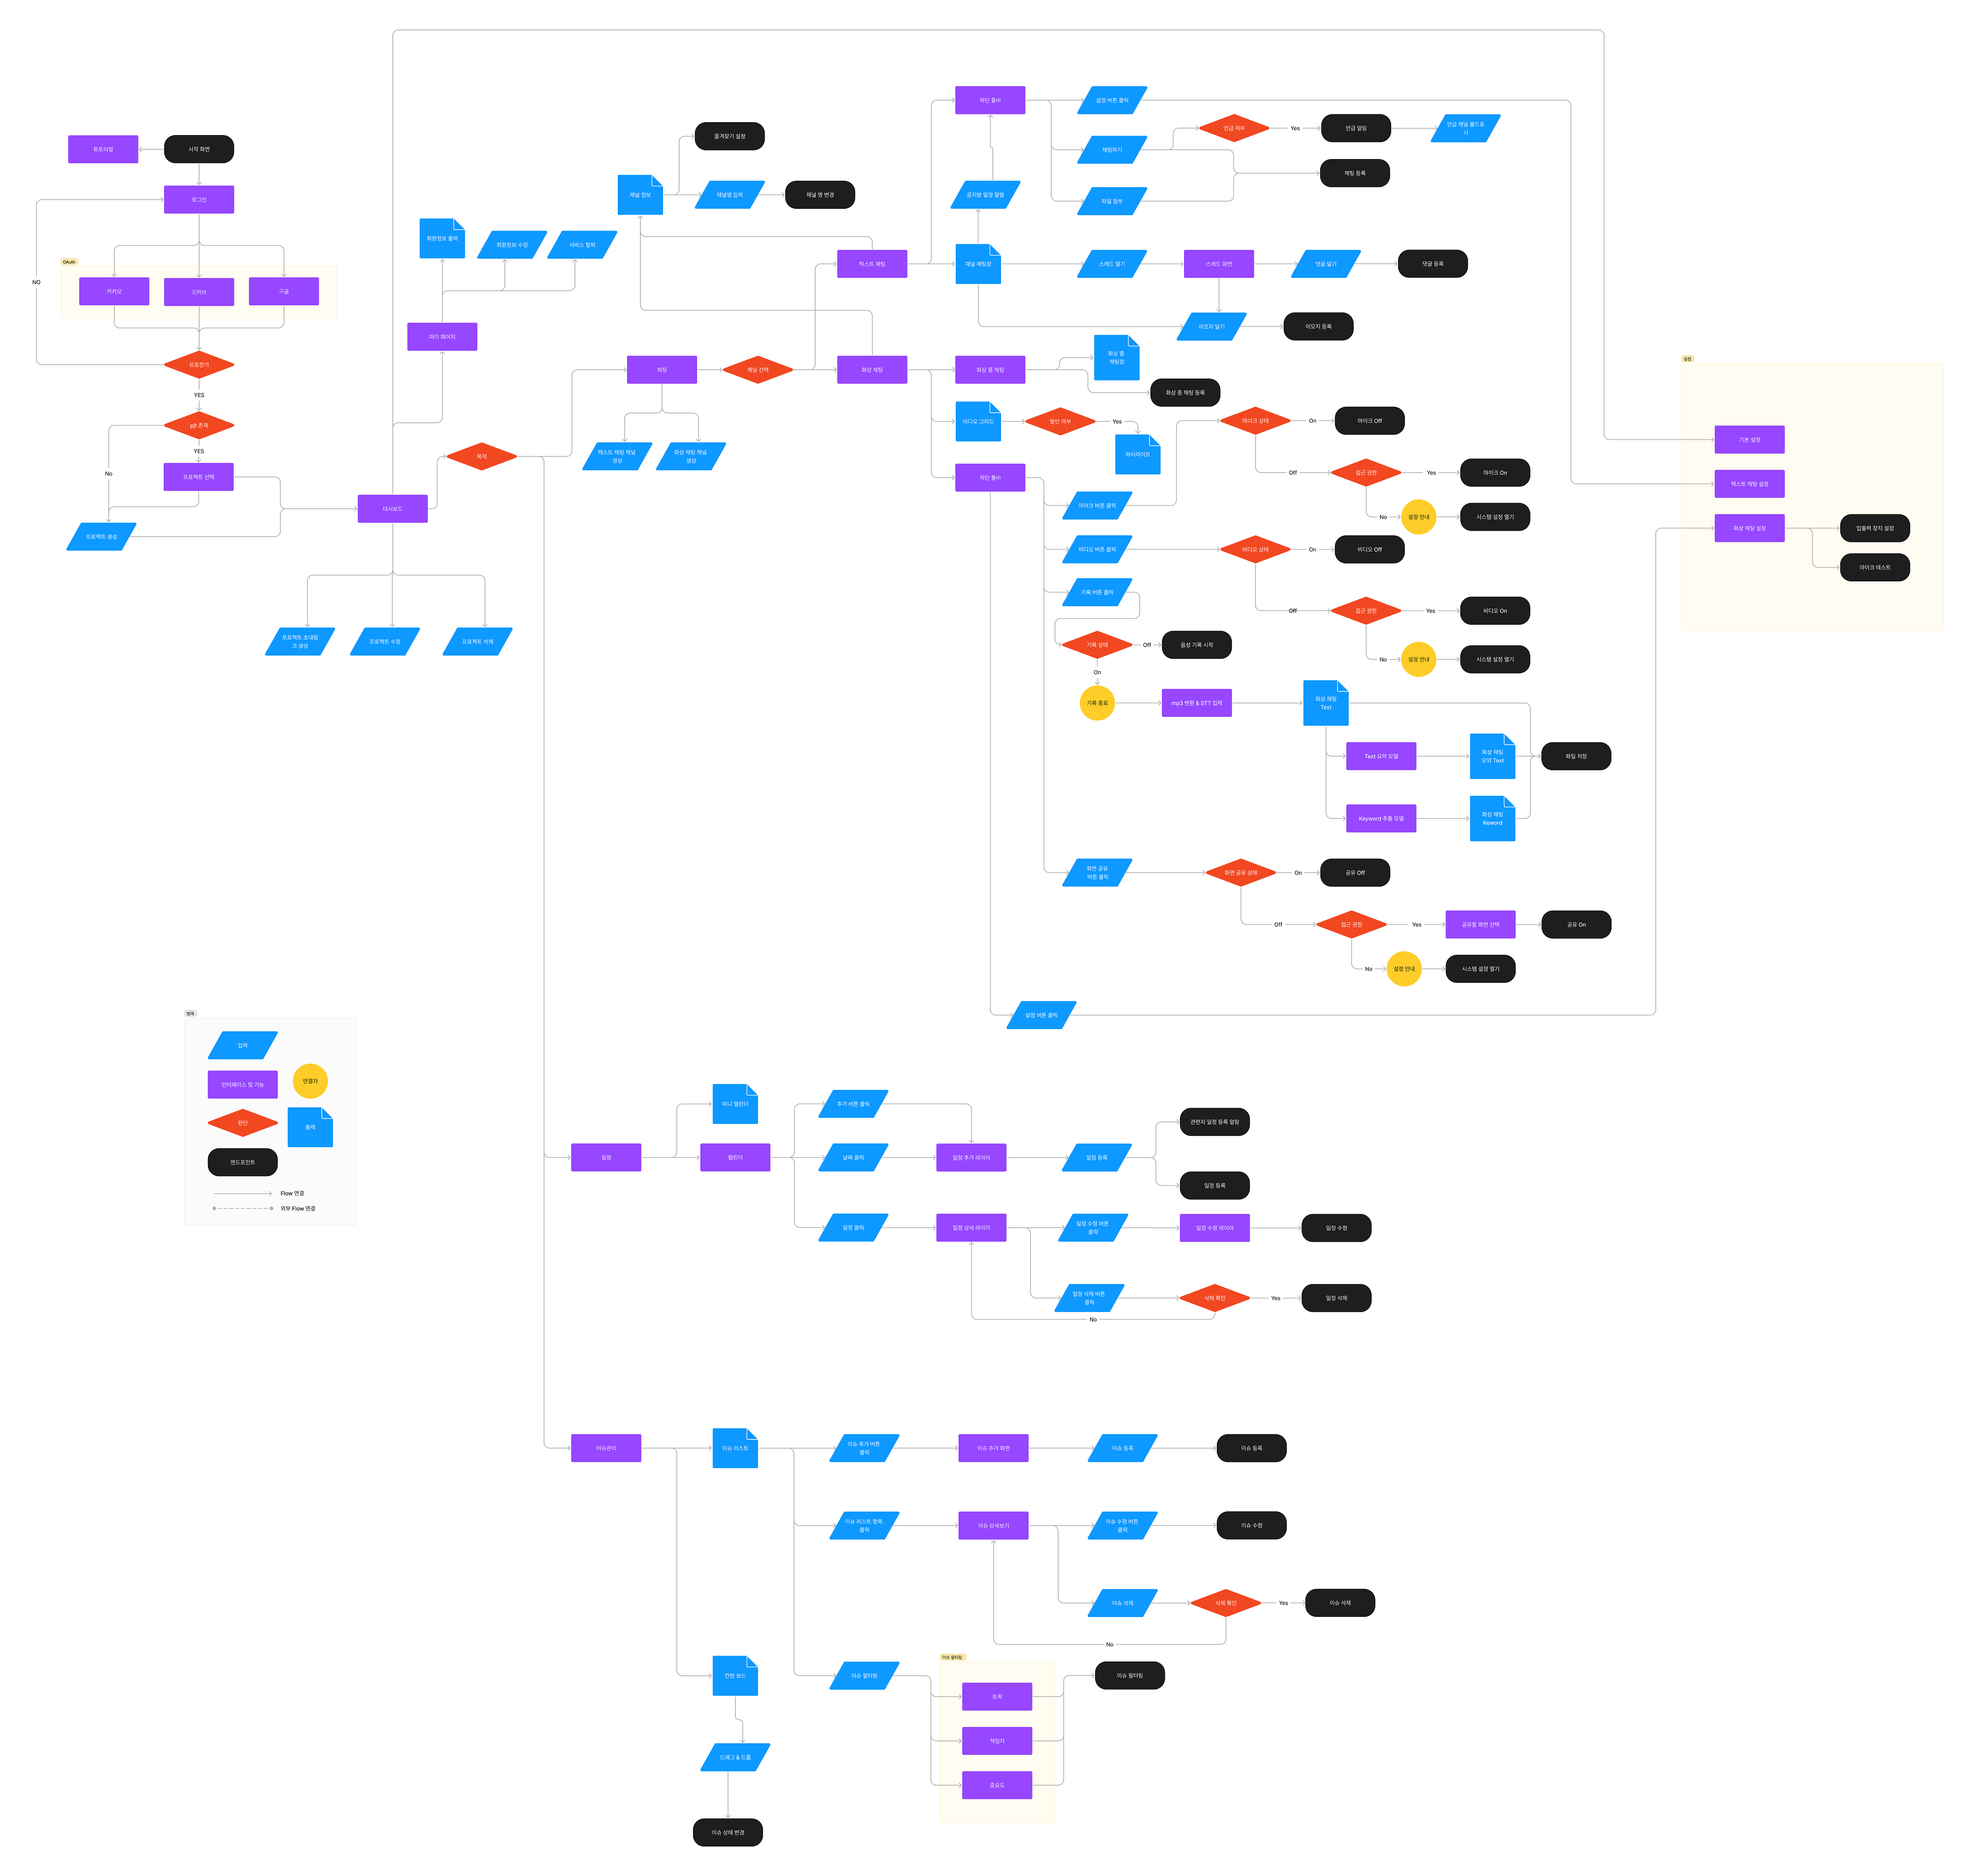 튜토리얼
시작 화면
로그인
OAuth
카카오
깃허브
구글
NO
유효한가
YES
pjt 존재
YES
No
프로젝트 선택
프로젝트 생성
대시보드
프로젝트 초대링
크 생성
프로젝트 수정
프로젝트 삭제
회원정보 출력
회원정보 수정
서비스 탈퇴
마이 페이지
목적
채널 정보
즐겨찾기 설정
채널명 입력
채널 명 변경
채팅
채널 선택
텍스트 채팅 채널
생성
화상 채팅 채널
생성
텍스트 채팅
화상 채팅
하단 툴바
설정 버튼 클릭
채팅하기
파일 첨부
언급 여부
Yes
언급 알림
언급 채널 볼드표
시
채팅 등록
공지방 일정 알림
채널 채팅창
스레드 열기
스레드 화면
댓글 달기
댓글 등록
이모지 달기
이모지 등록
화상 중 채팅
화상 중
채팅창
화상 중 채팅 등록
비디오 그리드
발언 여부
Yes
하이라이트
하단 툴바
마이크 버튼 클릭
마이크 상태
On
마이크 Off
Off
접근 권한
Yes
마이크 On
No
설정 안내
시스템 설정 열기
비디오 버튼 클릭
비디오 상태
On
비디오 Off
Off
접근 권한
Yes
비디오 On
No
설정 안내
시스템 설정 열기
기록 버튼 클릭
기록 상태
Off
음성 기록 시작
On
기록 종료
mp3 변환 & STT 입력
화상 채팅
Text
Text 요약 모델
화상 채팅
요약 Text
파일 저장
Keyword 추출 모델
화상 채팅
Keword
화면 공유
버튼 클릭
화면 공유 상태
On
공유 Off
Off
접근 권한
Yes
공유할 화면 선택
공유 On
No
설정 안내
시스템 설정 열기
설정 버튼 클릭
설정
기본 설정
텍스트 채팅 설정
화상 채팅 설정
입출력 장치 설정
마이크 테스트
범례
입력
인터페이스 및 기능
연결자
판단
출력
엔드포인트
Flow 연결
외부 Flow 연결
일정
미니 캘린더
캘린더
추가 버튼 클릭
날짜 클릭
일정 추가 레이어
일정 등록
관련자 일정 등록 알람
일정 등록
일정 클릭
일정 상세 레이어
일정 수정 버튼
클릭
일정 수정 레이어
일정 수정
일정 삭제 버튼
클릭
삭제 확인
Yes
일정 삭제
No
이슈관리
이슈 리스트
이슈 추가 버튼
클릭
이슈 추가 화면
이슈 등록
이슈 등록
이슈 리스트 항목
클릭
이슈 상세보기
이슈 수정 버튼
클릭
이슈 수정
이슈 삭제
삭제 확인
Yes
이슈 삭제
No
칸반 보드
이슈 필터링
이슈 필터링
토픽
책임자
중요도
이슈 필터링
드래그 & 드롭
이슈 상태 변경